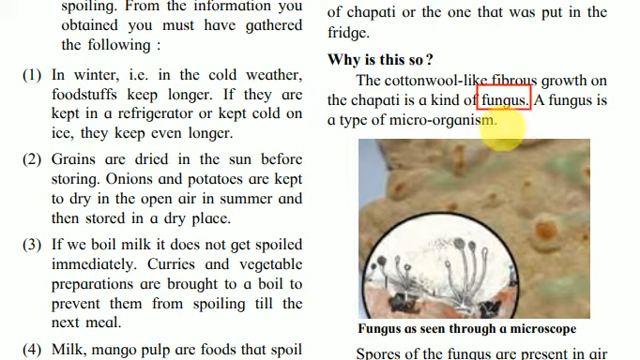 spoiling. From the information you
obtained you must have gathered
the following :
(1) In winter, i.e. in the cold weather,
foodstuffs keep longer. If they are
kept in a refrigerator or kept cold on
ice, they keep even longer.
(2) Grains are dried in the sun before
storing. Onions and potatoes are kept
to dry in the open air in summer and
then stored in a dry place.
(3) If we boil milk it does not get spoiled
immediately. Curries and vegetable
preparations are brought to a boil to
prevent them from spoiling till the
next meal.
(4) Milk, mango pulp are foods that spoil
of chapati or the one that was put in the
fridge.
Why is this so ?
The cottonwool-like fibrous growth on
the chapati is a kind of fungus. A fungus is
a type of micro-organism.
Fungus as seen through a microscope
Spores of the fungus are present in air